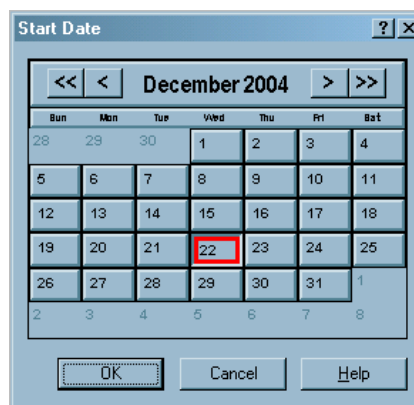 Start Date ? ×
<< < December 2004 > >>
Sun Mon Tue Wed Thu Fri Sat
28 29 30 1 2 3 4
5 6 7 8 9 10 11
12 13 14 15 16 17 18
19 20 21 22 23 24 25
26 27 28 29 30 31 1
2 3 4 5 6 7 8
OK Cancel Help